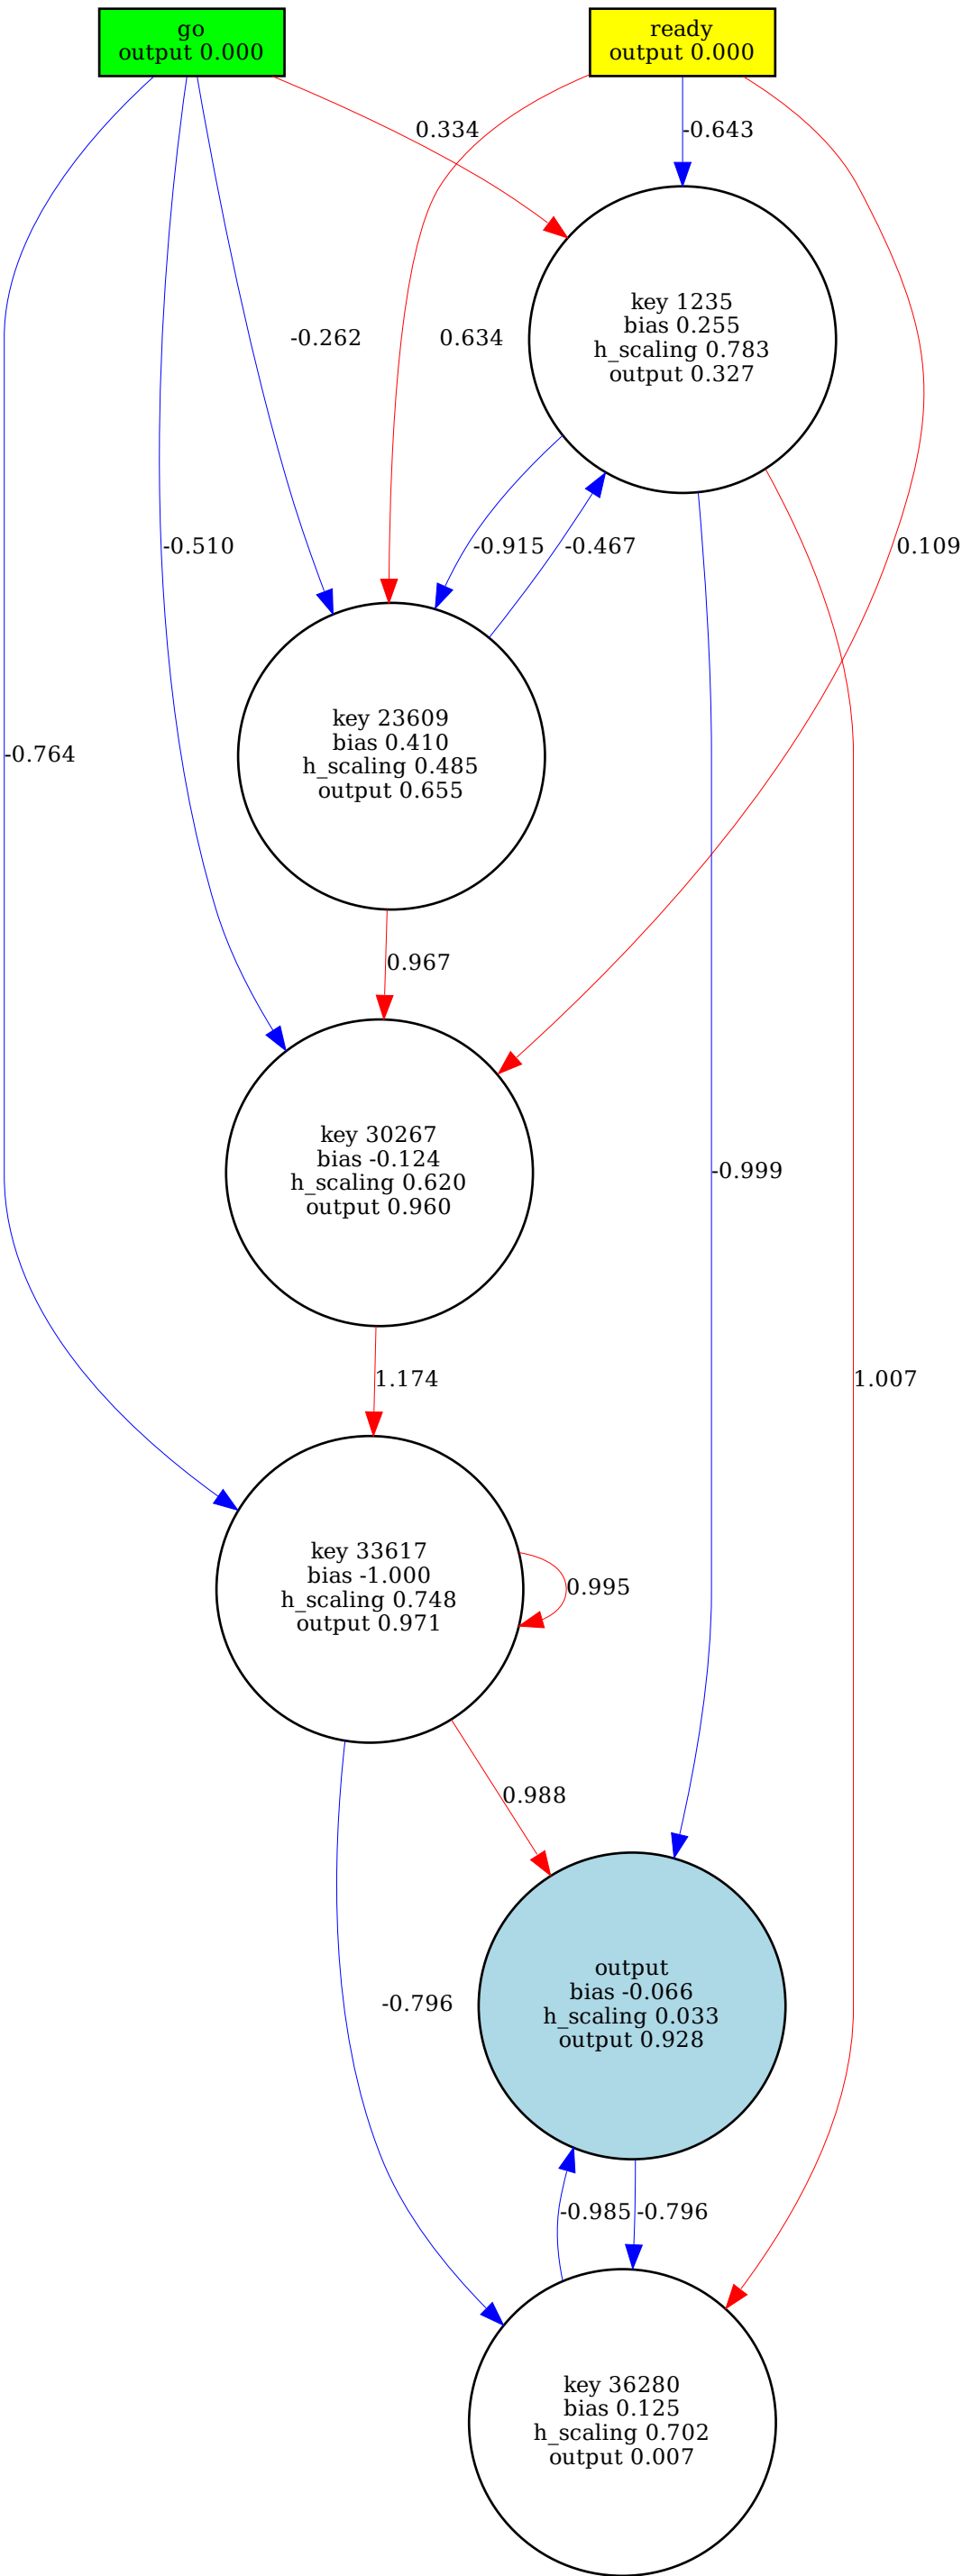 go
output 0.000
ready
output 0.000
0.334
-0.643
key 1235
bias 0.255
h_scaling 0.783
output 0.327
-0.262
0.634
-0.510
-0.915
-0.467
0.109
key 23609
bias 0.410
h_scaling 0.485
output 0.655
-0.764
0.967
key 30267
bias -0.124
h_scaling 0.620
output 0.960
-0.999
1.174
1.007
key 33617
bias -1.000
h_scaling 0.748
output 0.971
0.995
0.988
output
bias -0.066
h_scaling 0.033
output 0.928
-0.796
-0.985
-0.796
key 36280
bias 0.125
h_scaling 0.702
output 0.007